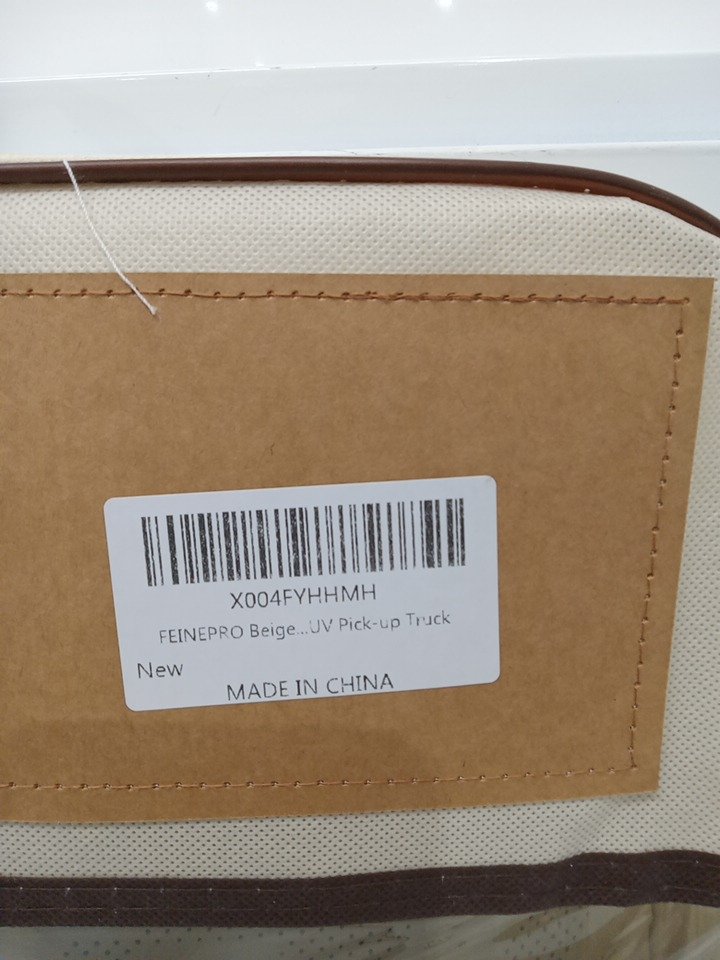 X004FYHHMH
FEINEPRO Beige...UV Pick-up Truck
New
MADE IN CHINA